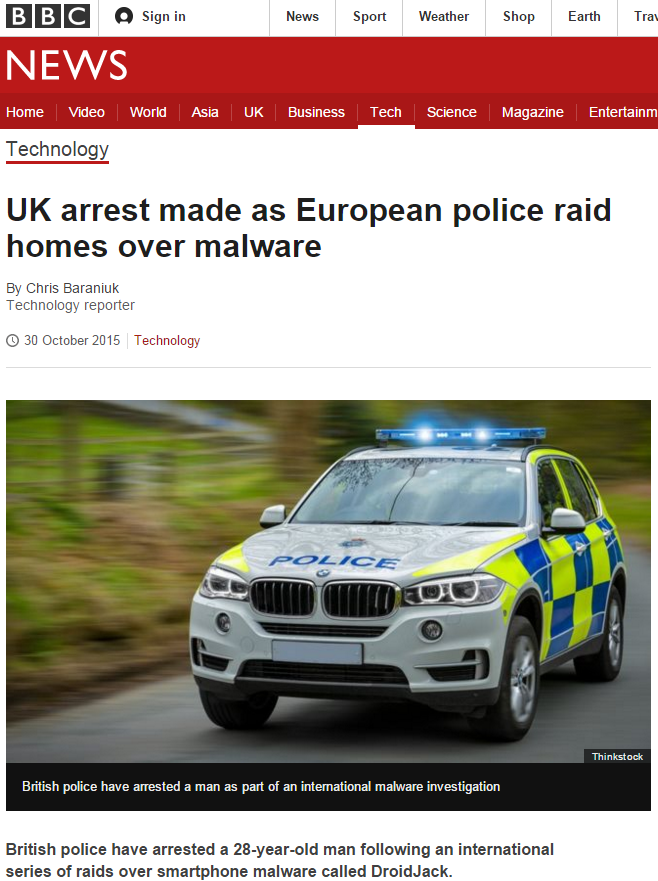 BBC Sign in News Sport Weather Shop Earth Trav
NEWS
Home Video World Asia UK Business Tech Science Magazine Entertainm
Technology
UK arrest made as European police raid
homes over malware
By Chris Baraniuk
Technology reporter
30 October 2015 Technology
POLICE
Thinkstock
British police have arrested a man as part of an international malware investigation
British police have arrested a 28-year-old man following an international
series of raids over smartphone malware called DroidJack.